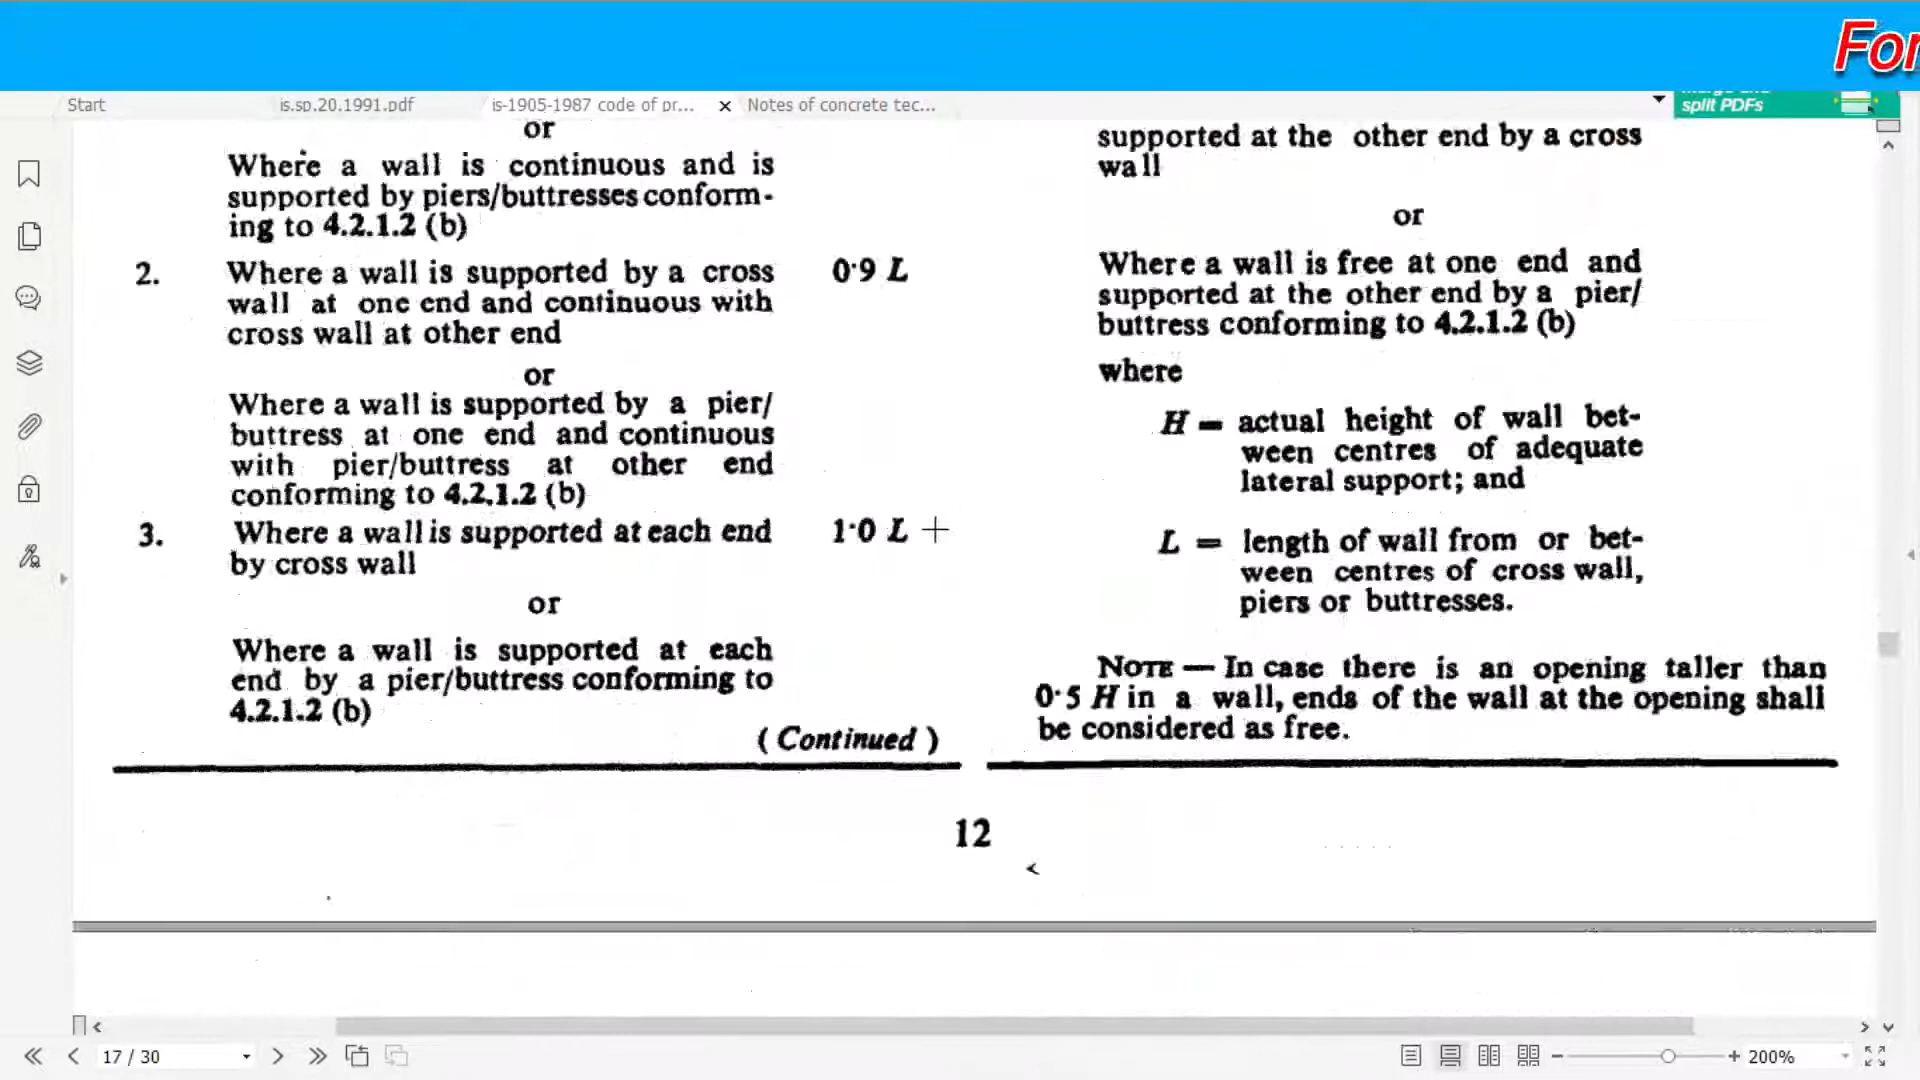 For
Start
is.sp.20.1991.pdf
is-1905-1987 code of pr...
Notes of concrete tec...
split PDFs
or
Where a wall is continuous and is
supported by piers/buttresses conform-
ing to 4.2.1.2 (b)
2. Where a wall is supported by a cross 0·9 L
wall at one end and continuous with
cross wall at other end
or
Where a wall is supported by a pier/
buttress at one end and continuous
with pier/buttress at other end
conforming to 4.2.1.2 (b)
3. Where a wall is supported at each end 1·0 L
by cross wall
or
Where a wall is supported at each
end by a pier/buttress conforming to
4.2.1.2 (b)
( Continued )
supported at the other end by a cross
wall
or
Where a wall is free at one end and
supported at the other end by a pier/
buttress conforming to 4.2.1.2 (b)
where
H = actual height of wall bet-
ween centres of adequate
lateral support; and
L = length of wall from or bet-
ween centres of cross wall,
piers or buttresses.
NOTE — In case there is an opening taller than
0·5 H in a wall, ends of the wall at the opening shall
be considered as free.
12
17 / 30
200%